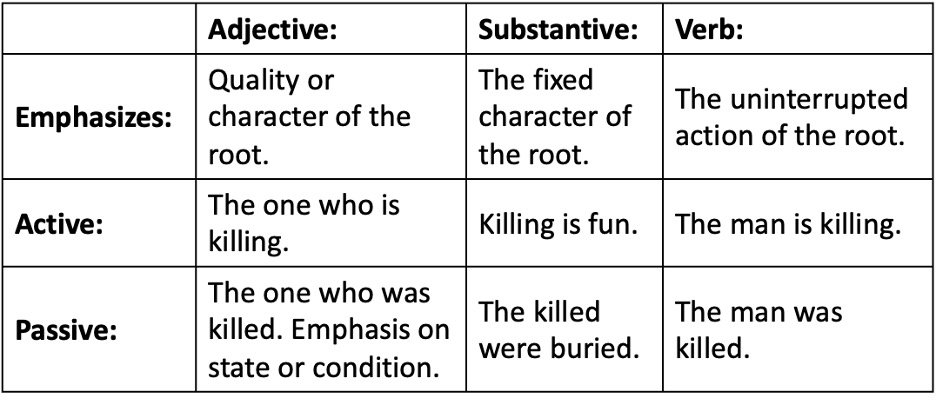 Adjective: Substantive: Verb:
Emphasizes:
Quality or
character of the
root.
The fixed
character of
the root.
The uninterrupted
action of the root.
Active:
The one who is
killing.
Killing is fun.
The man is killing.
Passive:
The one who was
killed. Emphasis on
state or condition.
The killed
were buried.
The man was
killed.